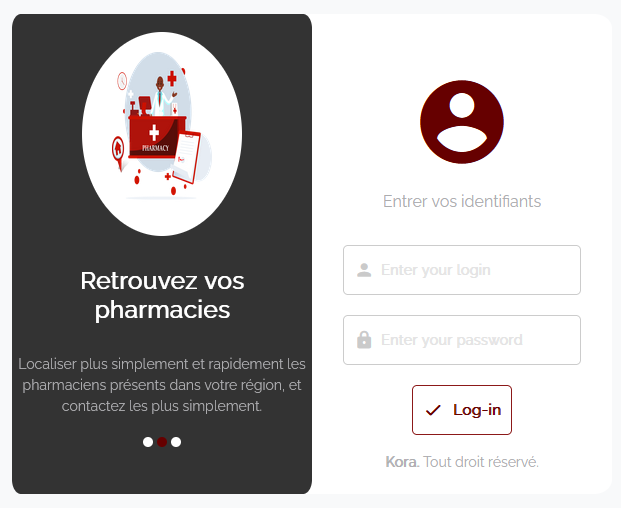 PHARMACY
Retrouvez vos
pharmacies
Localiser plus simplement et rapidement les
pharmaciens présents dans votre région, et
contactez les plus simplement.
Entrer vos identifiants
Enter your login
Enter your password
Log-in
Kora. Tout droit réservé.